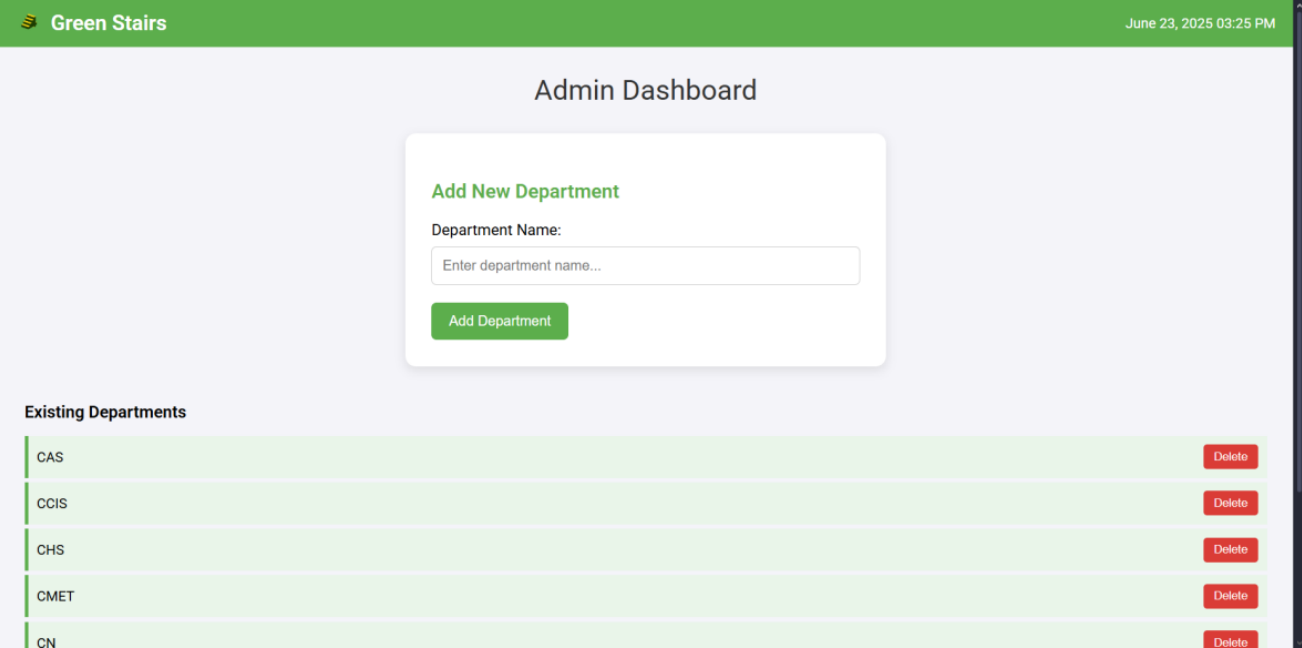 Green Stairs
June 23, 2025 03:25 PM
Admin Dashboard
Add New Department
Department Name:
Enter department name...
Add Department
Existing Departments
CAS Delete
CCIS Delete
CHS Delete
CMET Delete
CN Delete